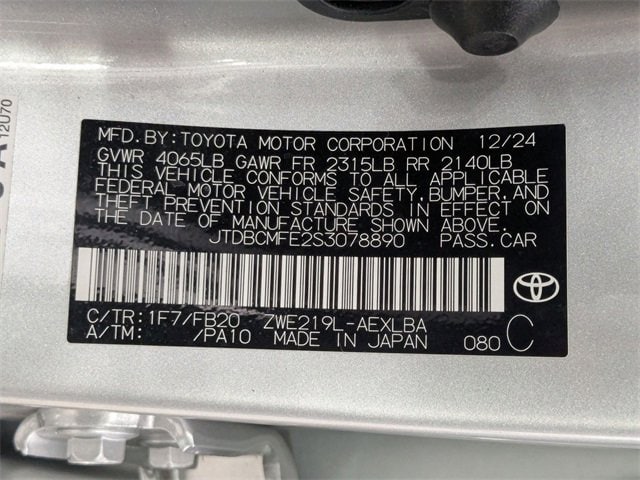 MFD.BY:TOYOTA MOTOR CORPORATION 12/24
GVWR 4065LB GAWR FR 2315LB RR 2140LB
THIS VEHICLE CONFORMS TO ALL APPLICABLE
FEDERAL MOTOR VEHICLE SAFETY,BUMPER,AND
THEFT PREVENTION STANDARDS IN EFFECT ON
THE DATE OF MANUFACTURE SHOWN ABOVE.
JTDBCMFE2S3078890 PASS.CAR
C/TR:1F7/FB20 ZWE219L-AEXLBA
A/TM: /PA10 MADE IN JAPAN 080 C
12U70